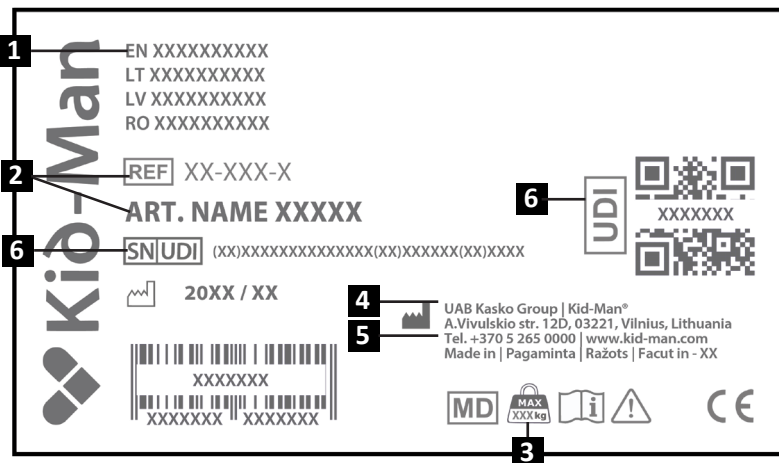 1
EN XXXXXXXXXX
LT XXXXXXXXXX
LV XXXXXXXXXX
RO XXXXXXXXXX
Kid-Man
2
REF XX-XXX-X
ART. NAME XXXXX
6
UDI
XXXXXXX
6
SN UDI (XX)XXXXXXXXXXXXXX(XX)XXXXXX(XX)XXXX
20XX / XX
4
UAB Kasko Group | Kid-Man®
A.Vivulskio str. 12D, 03221, Vilnius, Lithuania
5
Tel. +370 5 265 0000 | www.kid-man.com
Made in | Pagaminta | Ražots | Facut in - XX
XXXXXXX
XXXXXXX XXXXXXX
MD MAX XXX kg i ! CE
3